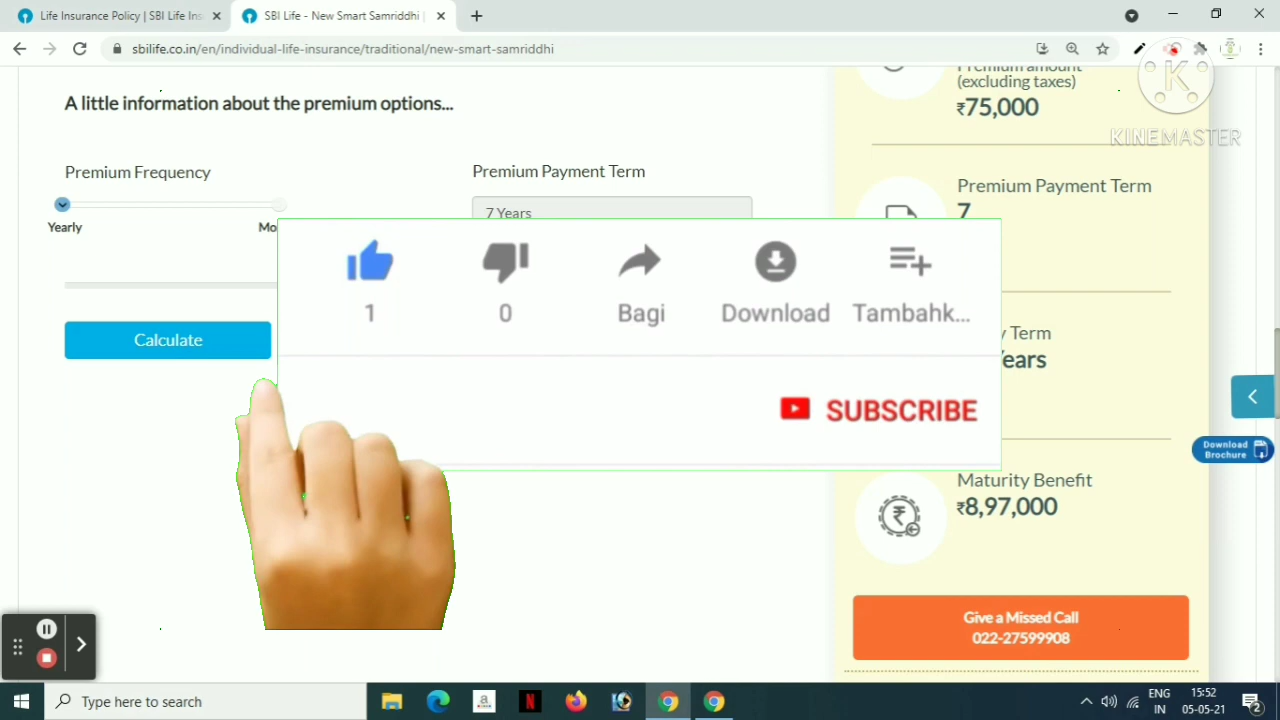 Life Insurance Policy | SBI Life Ins
SBI Life - New Smart Samriddhi |
sbilife.co.in/en/individual-life-insurance/traditional/new-smart-samriddhi
A little information about the premium options...
Premium amount
(excluding taxes)
₹75,000
K
KINEMASTER
Premium Frequency
Yearly
Mo
Premium Payment Term
7 Years
Premium Payment Term
7
Calculate
1
0
Bagi
Download
Tambahk...
SUBSCRIBE
y Term
ears
Download
Brochure
Maturity Benefit
₹8,97,000
Give a Missed Call
022-27599908
Type here to search
a
N
ENG
IN
15:52
05-05-21
2